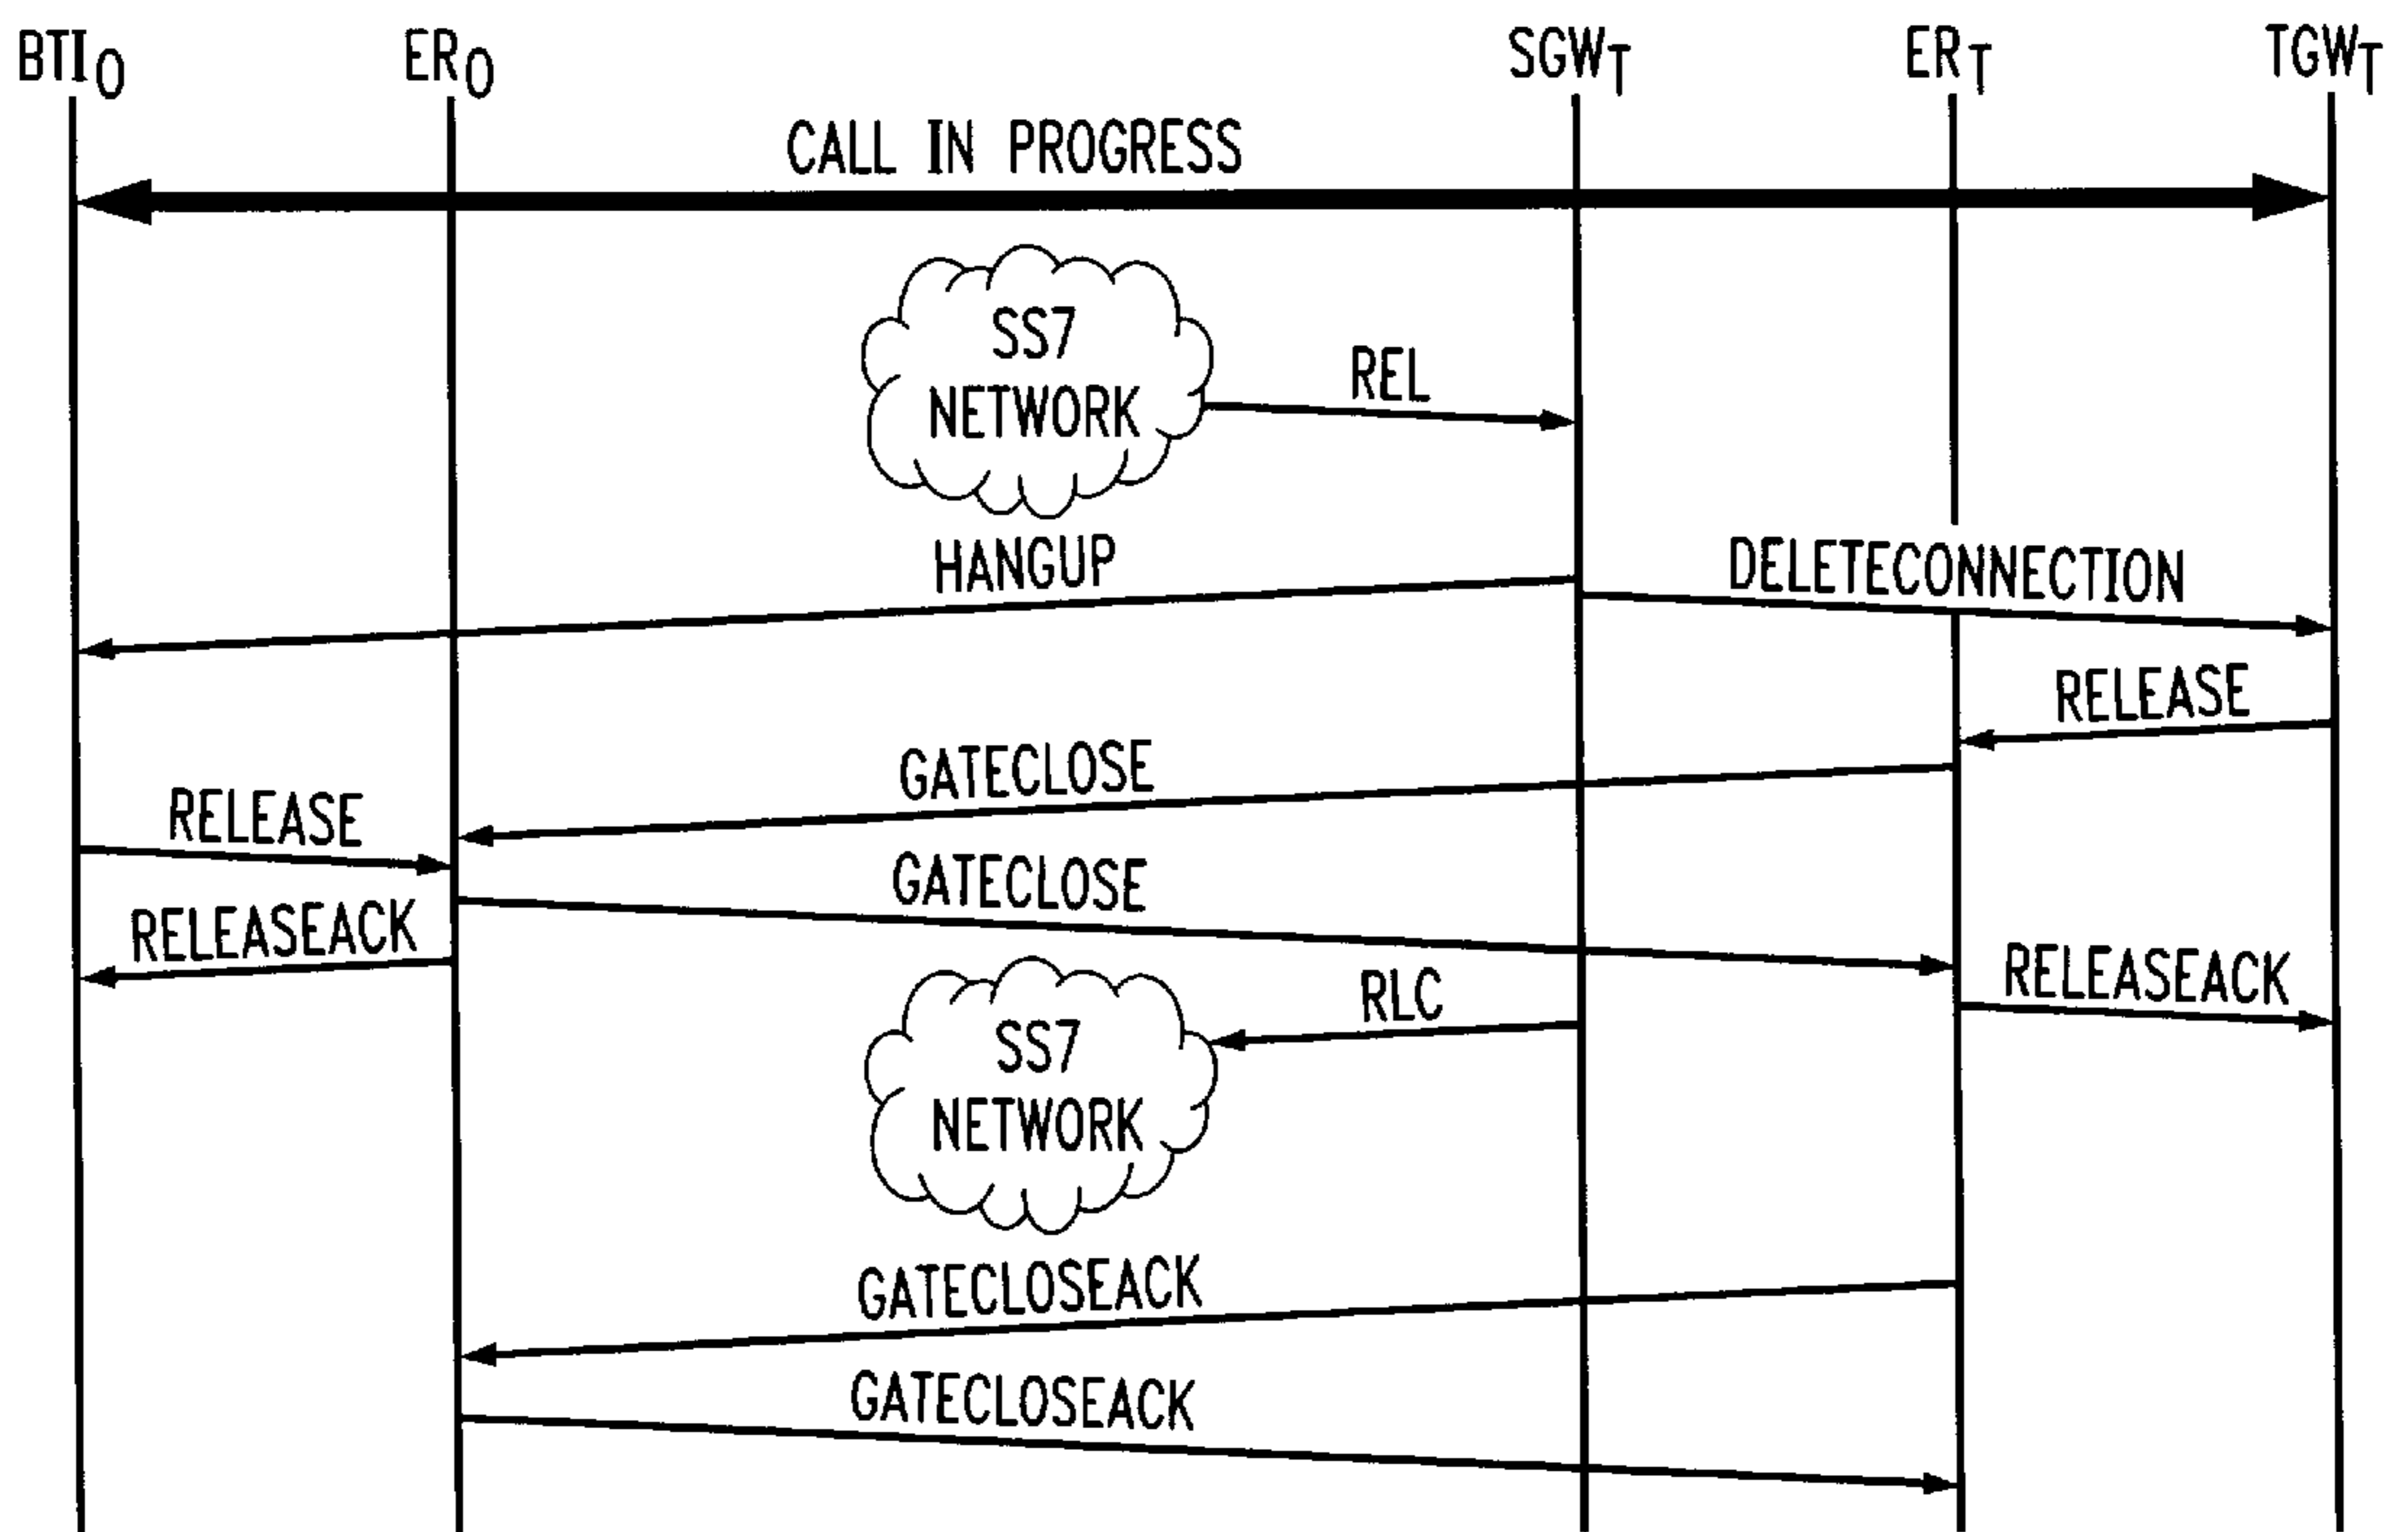 BTIO ERO SGWT ERT TGWT
CALL IN PROGRESS
SS7
NETWORK
REL
HANGUP
DELETECONNECTION
RELEASE
GATECLOSE
RELEASE
GATECLOSE
RELEASEACK
RELEASEACK
RLC
SS7
NETWORK
GATECLOSEACK
GATECLOSEACK